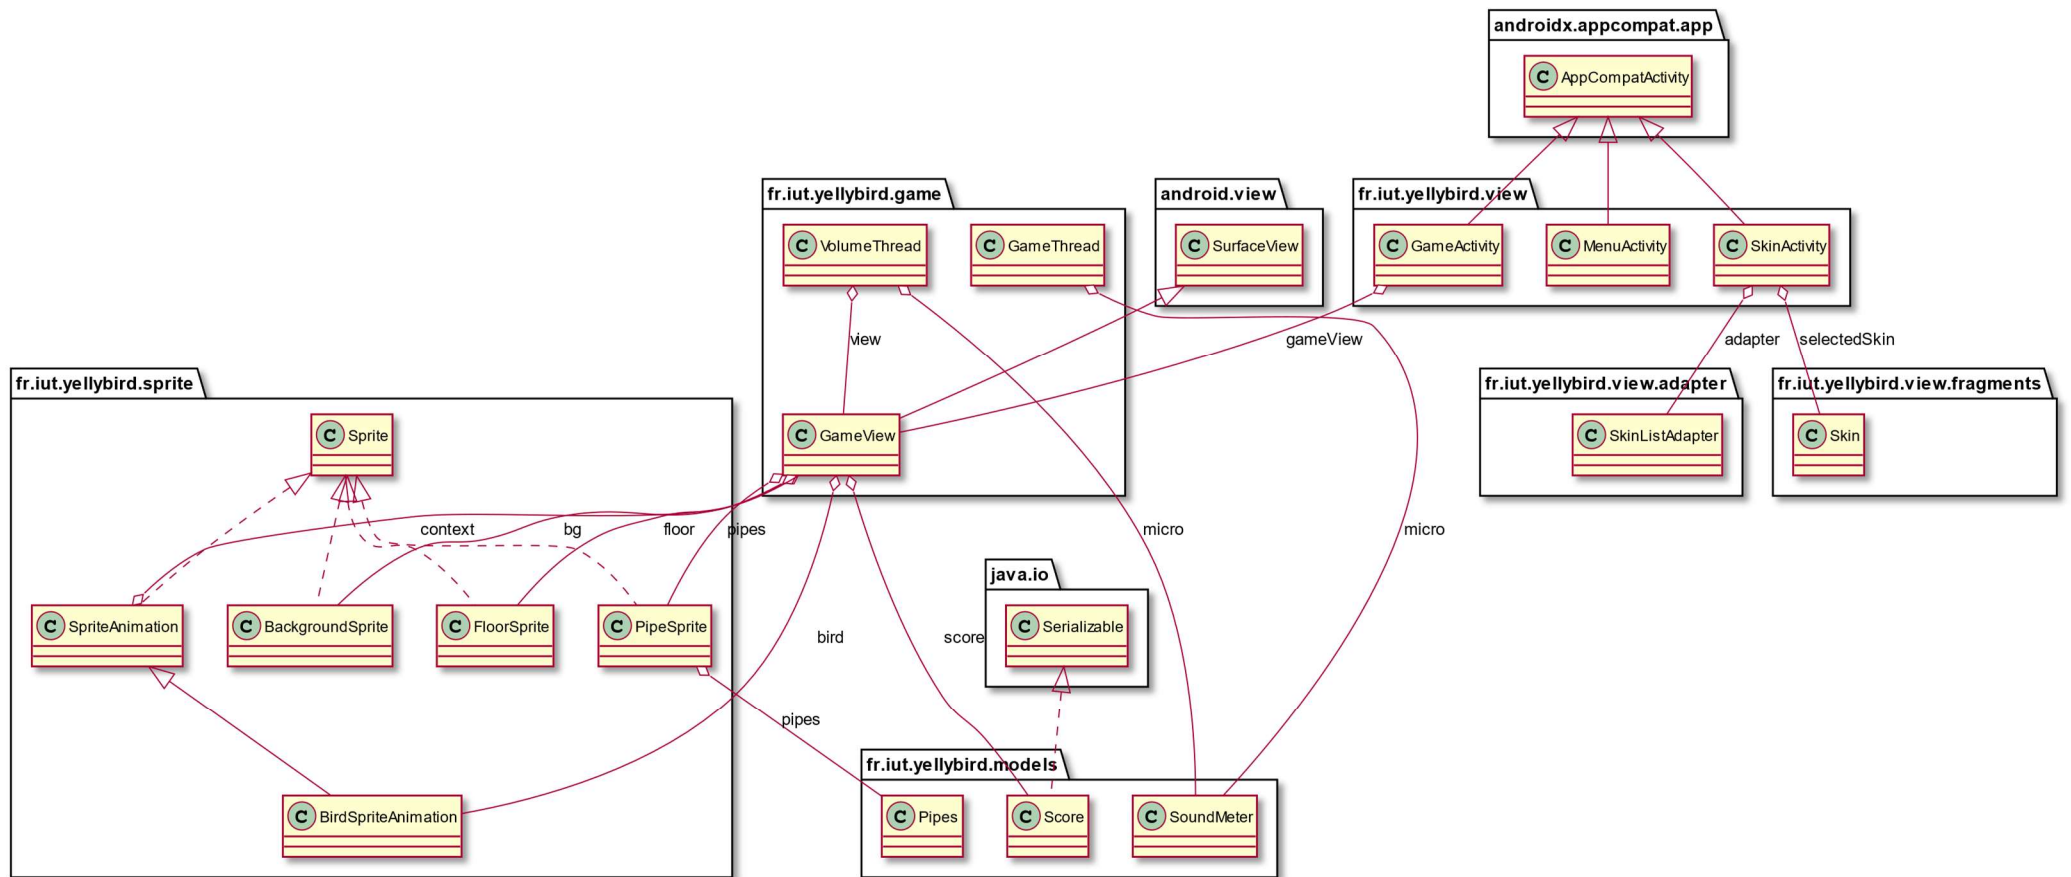 androidx.appcompat.app
C AppCompatActivity
fr.iut.yellybird.game
android.view
fr.iut.yellybird.view
C VolumeThread
C GameThread
C SurfaceView
C GameActivity
C MenuActivity
C SkinActivity
view
gameView
adapter
selectedSkin
fr.iut.yellybird.sprite
fr.iut.yellybird.view.adapter
fr.iut.yellybird.view.fragments
C Sprite
C GameView
C SkinListAdapter
C Skin
context
bg
floor
pipes
micro
micro
java.io
C SpriteAnimation
C BackgroundSprite
C FloorSprite
C PipeSprite
bird
score
C Serializable
pipes
fr.iut.yellybird.models
C BirdSpriteAnimation
C Pipes
C Score
C SoundMeter